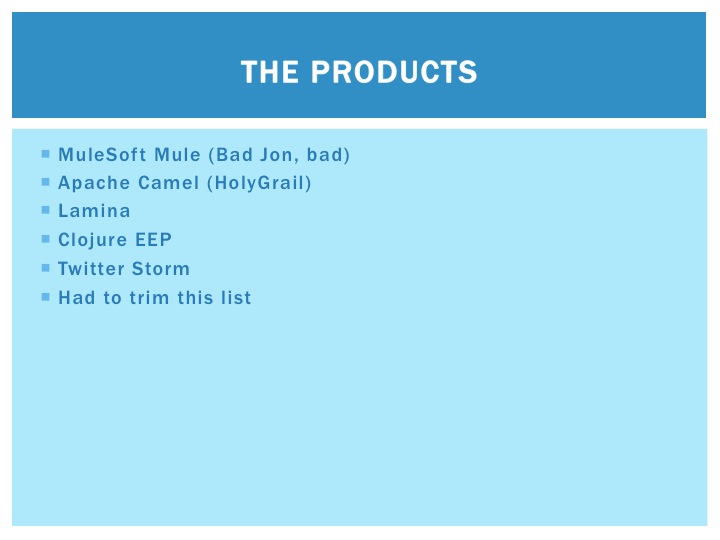 THE PRODUCTS
MuleSoft Mule (Bad Jon, bad)
Apache Camel (HolyGrail)
Lamina
Clojure EEP
Twitter Storm
Had to trim this list